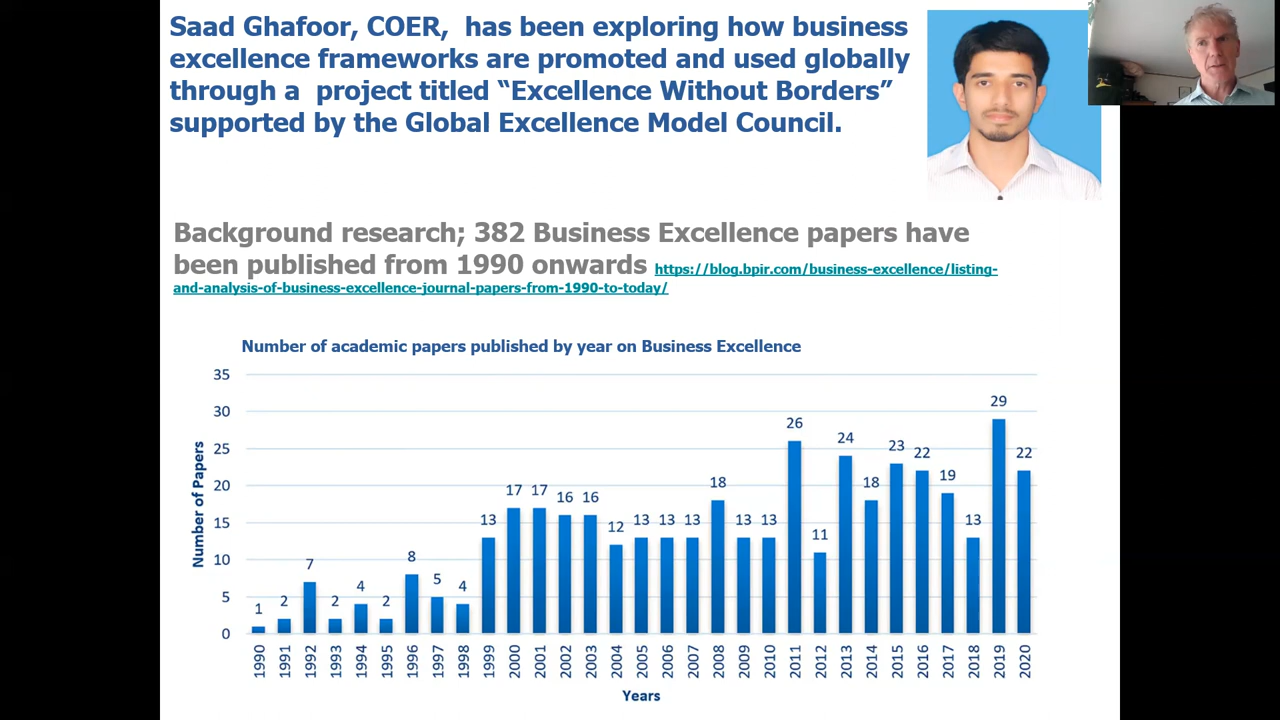 Saad Ghafoor, COER, has been exploring how business
excellence frameworks are promoted and used globally
through a project titled “Excellence Without Borders”
supported by the Global Excellence Model Council.
Background research; 382 Business Excellence papers have
been published from 1990 onwards https://blog.bpir.com/business-excellence/listing-
and-analysis-of-business-excellence-journal-papers-from-1990-to-today/
Number of academic papers published by year on Business Excellence
Number of Papers
35
30
25
20
15
10
5
0
1 2 7 2 4 2 8 5 4 13 17 17 16 16 12 13 13 13 18 13 13 26 11 24 18 23 22 19 13 29 22
1990 1991 1992 1993 1994 1995 1996 1997 1998 1999 2000 2001 2002 2003 2004 2005 2006 2007 2008 2009 2010 2011 2012 2013 2014 2015 2016 2017 2018 2019 2020
Years